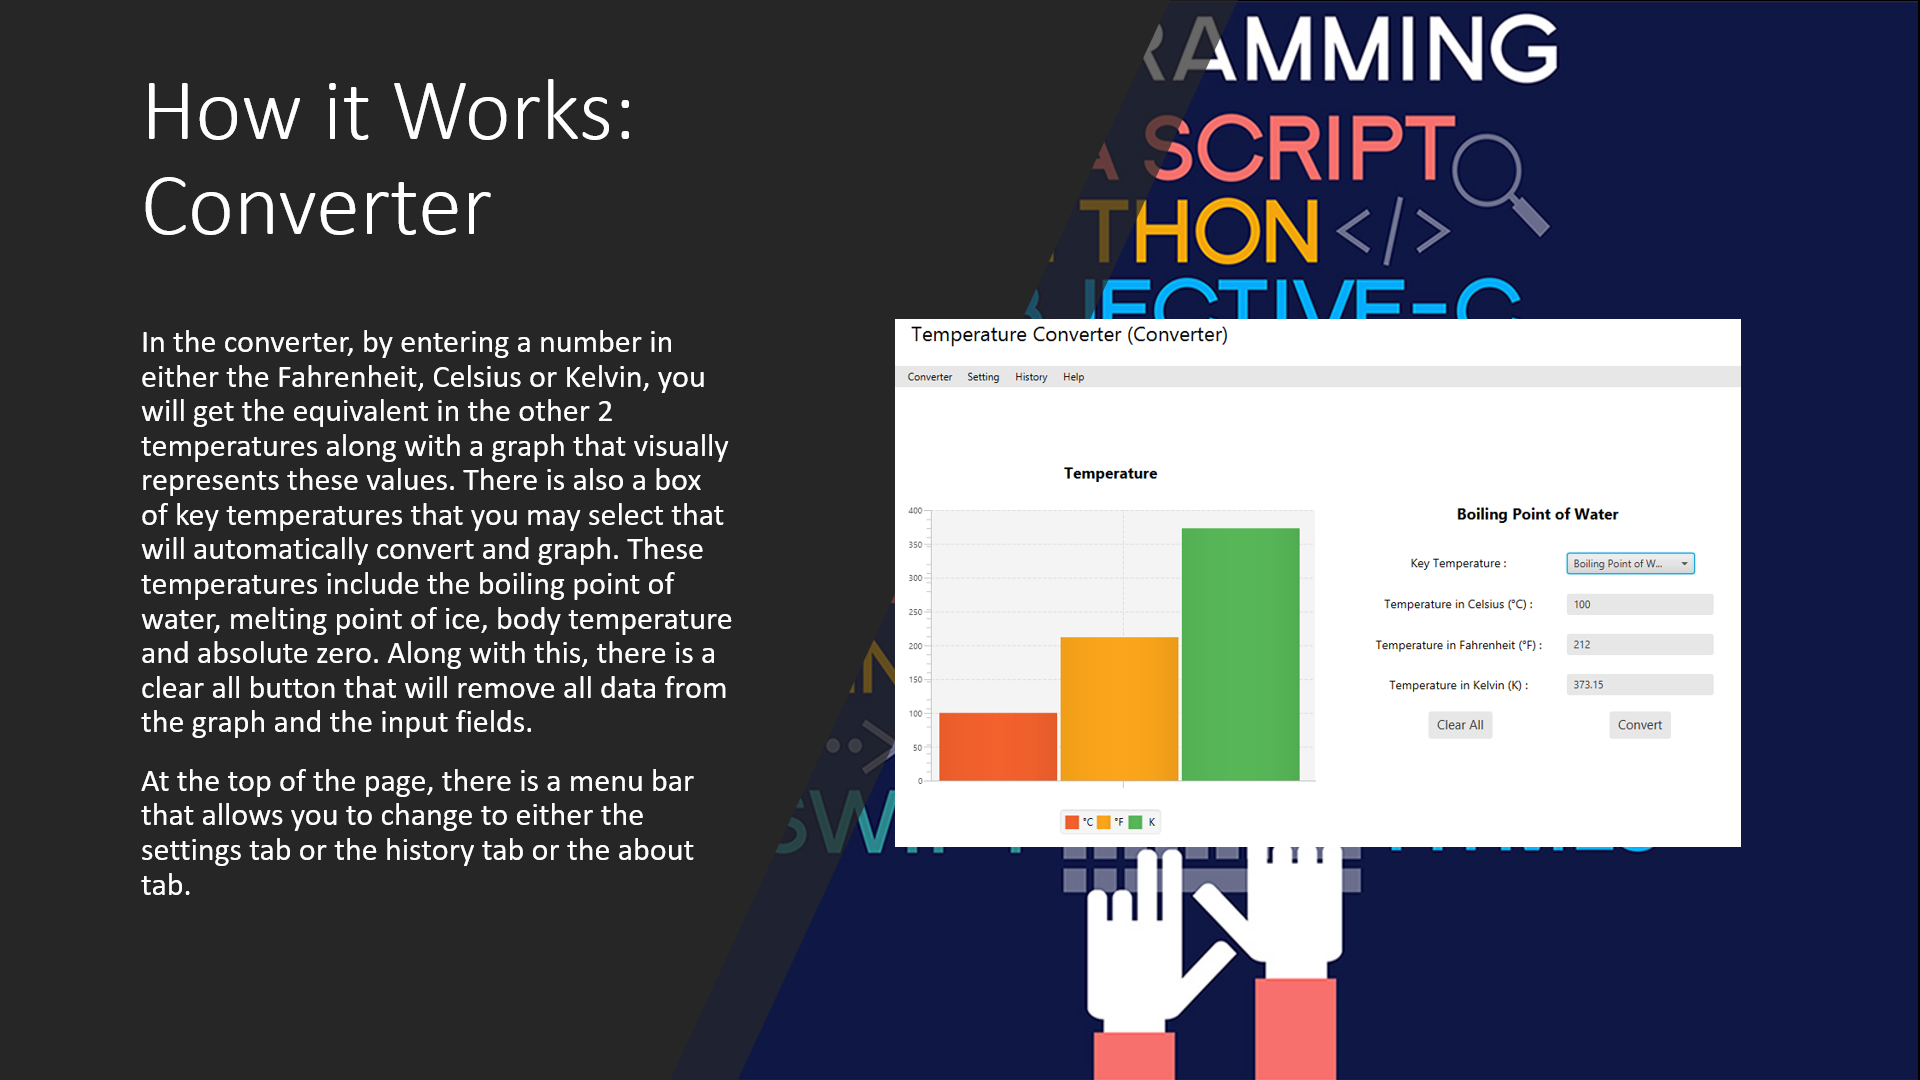 How it Works:
Converter
In the converter, by entering a number in
either the Fahrenheit, Celsius or Kelvin, you
will get the equivalent in the other 2
temperatures along with a graph that visually
represents these values. There is also a box
of key temperatures that you may select that
will automatically convert and graph. These
temperatures include the boiling point of
water, melting point of ice, body temperature
and absolute zero. Along with this, there is a
clear all button that will remove all data from
the graph and the input fields.
At the top of the page, there is a menu bar
that allows you to change to either the
settings tab or the history tab or the about
tab.
RAMMING
A SCRIPT
THON </>
JECTIVE-C
Temperature Converter (Converter)
Converter Setting History Help
Temperature
400
350
300
250
200
150
100
50
0
°C °F K
Boiling Point of Water
Key Temperature : Boiling Point of W...
Temperature in Celsius (°C) : 100
Temperature in Fahrenheit (°F) : 212
Temperature in Kelvin (K) : 373.15
Clear All Convert